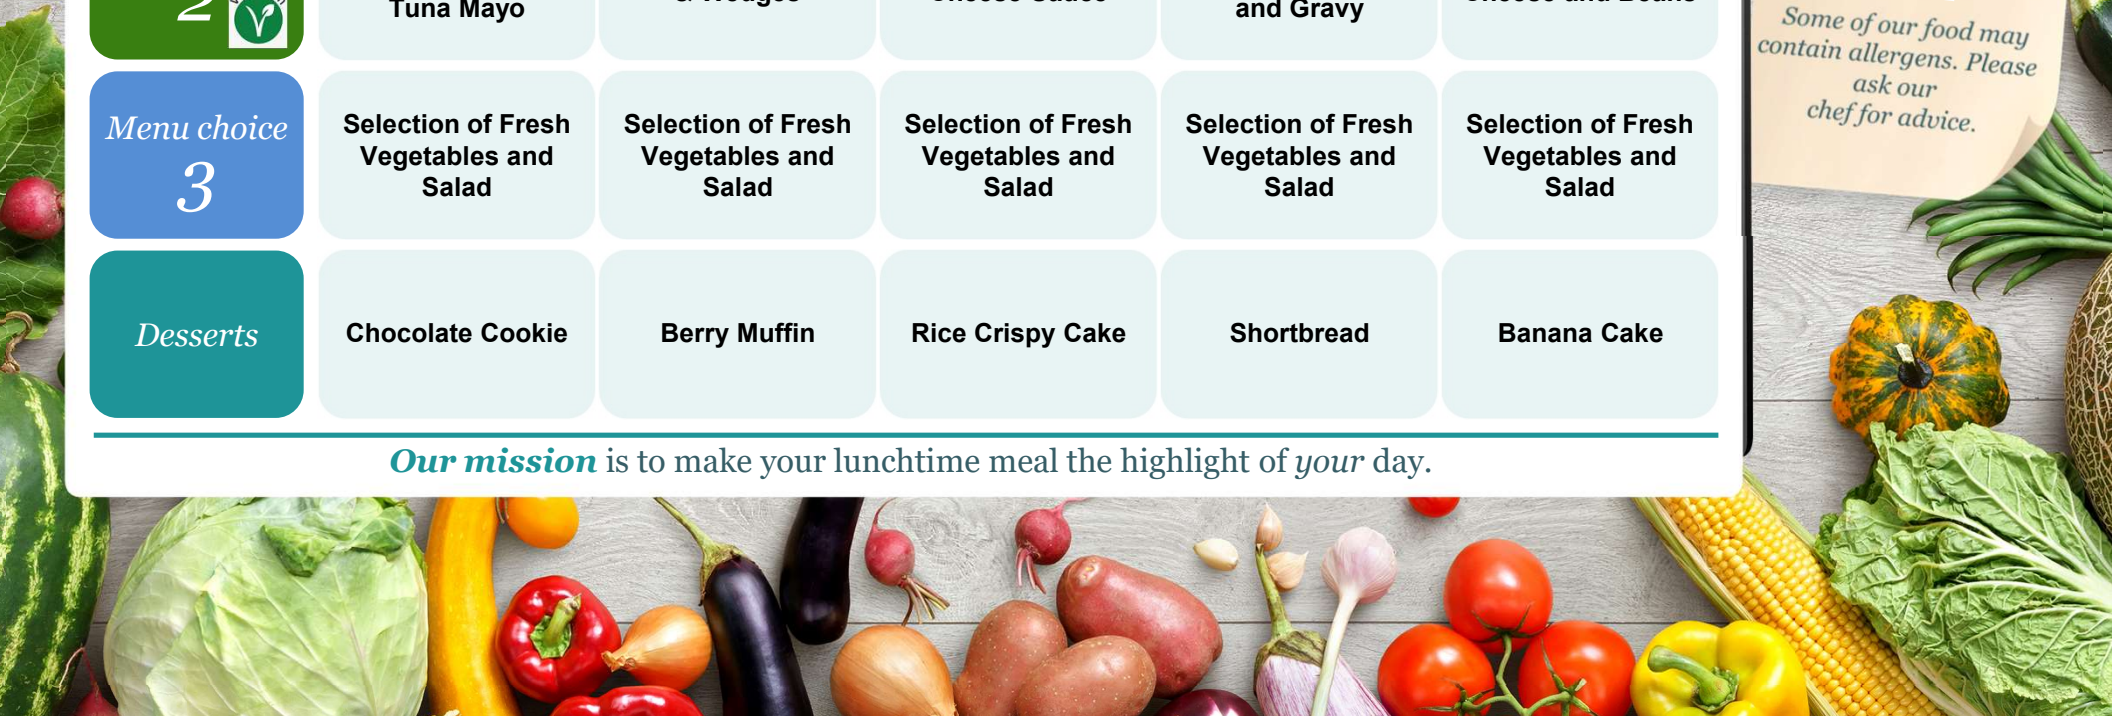 2
Tuna Mayo
and Gravy
Some of our food may
contain allergens. Please
ask our
chef for advice.
Menu choice
3
Selection of Fresh
Vegetables and
Salad
Selection of Fresh
Vegetables and
Salad
Selection of Fresh
Vegetables and
Salad
Selection of Fresh
Vegetables and
Salad
Selection of Fresh
Vegetables and
Salad
Desserts
Chocolate Cookie
Berry Muffin
Rice Crispy Cake
Shortbread
Banana Cake
Our mission is to make your lunchtime meal the highlight of your day.